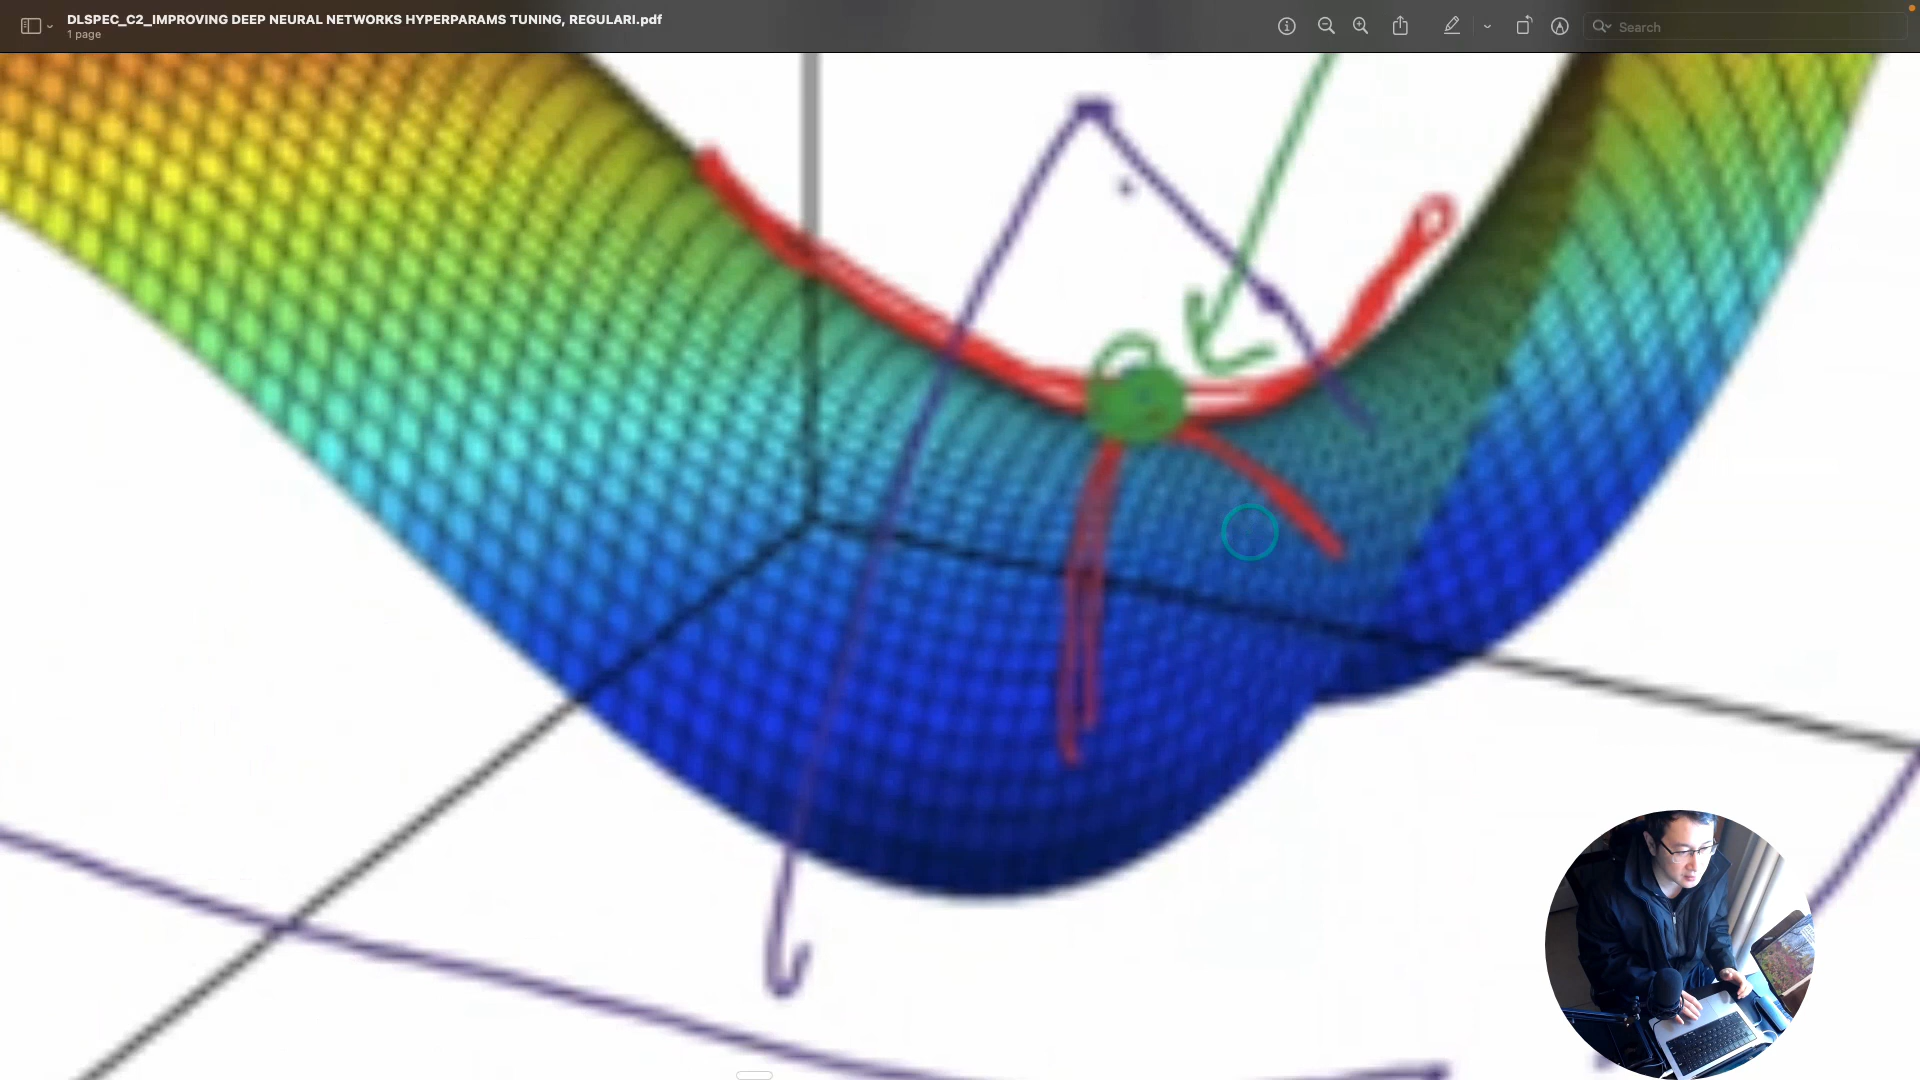 DLSPEC_C2_IMPROVING DEEP NEURAL NETWORKS HYPERPARAMS TUNING, REGULARI.pdf
1 page
Search